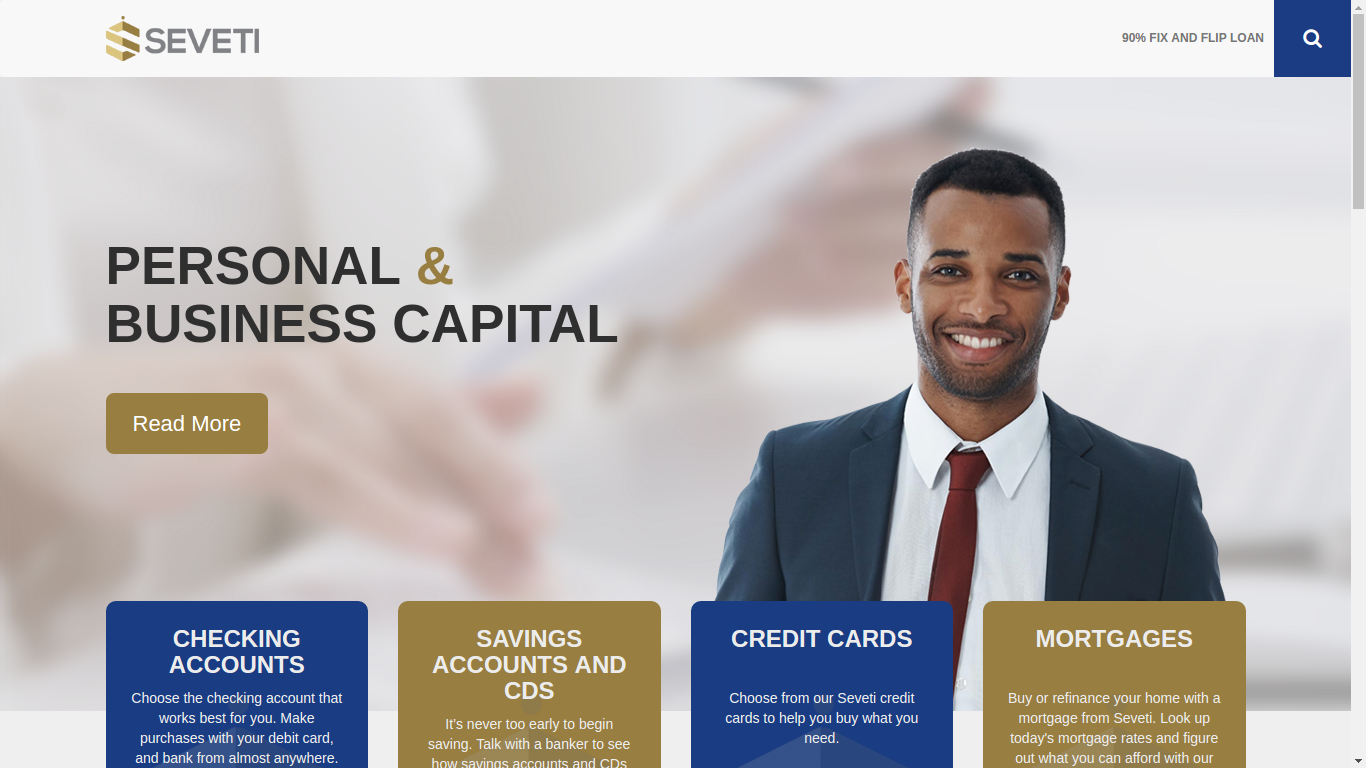 SEVETI
90% FIX AND FLIP LOAN
PERSONAL &
BUSINESS CAPITAL
Read More
CHECKING
ACCOUNTS
Choose the checking account that
works best for you. Make
purchases with your debit card,
and bank from almost anywhere.
SAVINGS
ACCOUNTS AND
CDS
It's never too early to begin
saving. Talk with a banker to see
how savings accounts and CDs
CREDIT CARDS
Choose from our Seveti credit
cards to help you buy what you
need.
MORTGAGES
Buy or refinance your home with a
mortgage from Seveti. Look up
today's mortgage rates and figure
out what you can afford with our